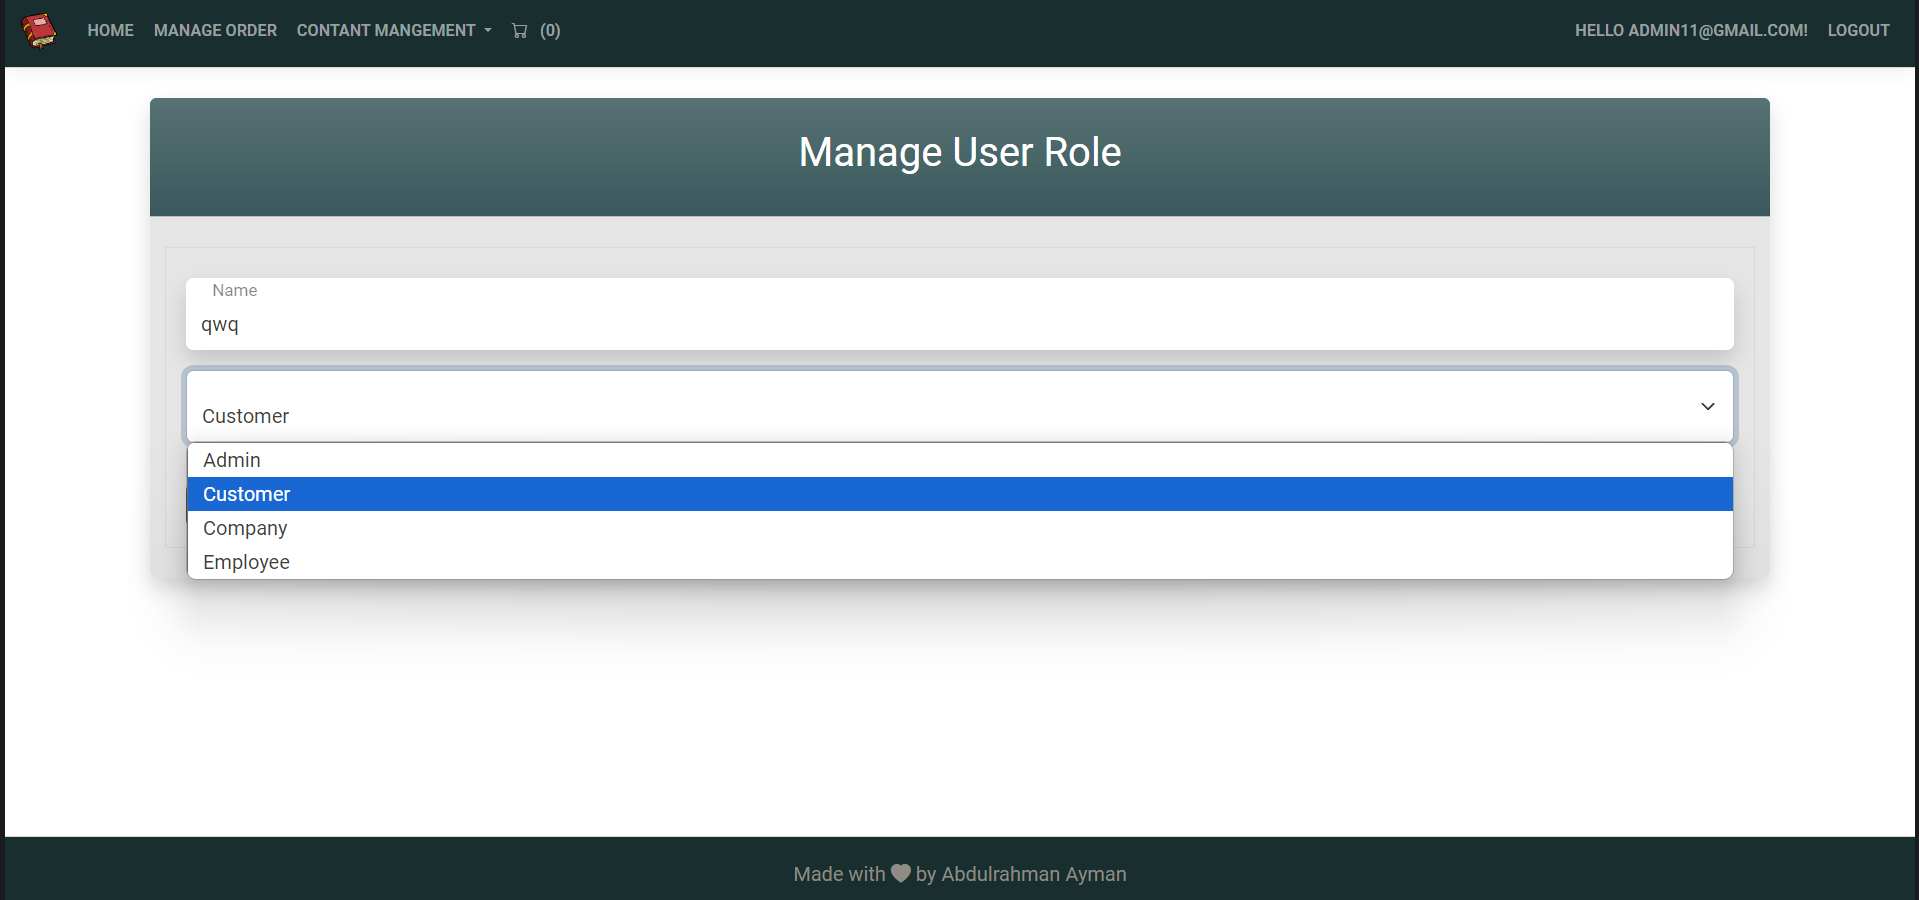 HOME MANAGE ORDER CONTANT MANGEMENT (0) HELLO ADMIN11@GMAIL.COM! LOGOUT
Manage User Role
Name
qwq
Customer
Admin
Customer
Company
Employee
Made with by Abdulrahman Ayman